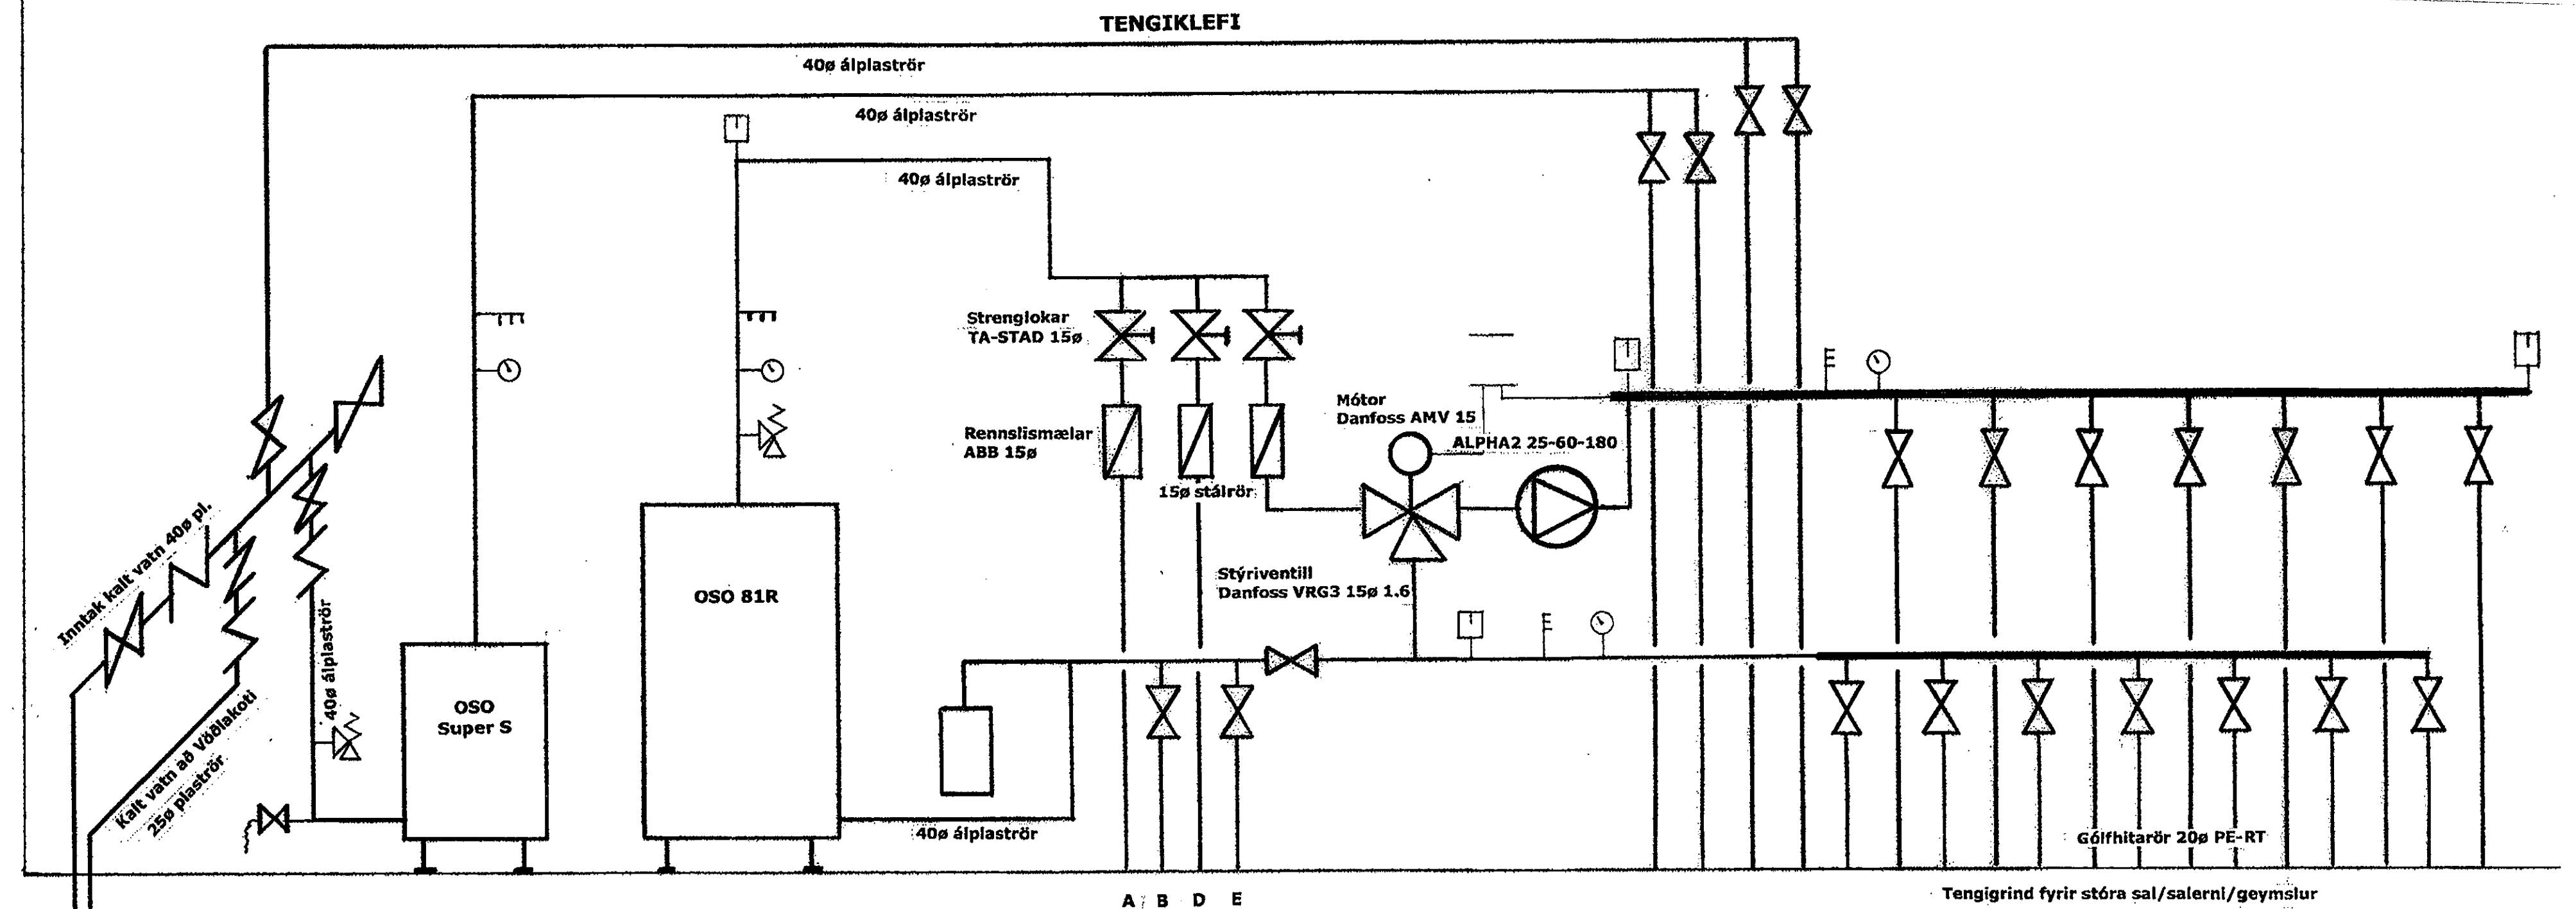 TENGIKLEFI
40ø álplaströr
40ø álplaströr
40ø álplaströr
Strenglokar
TA-STAD 15ø
Mótor
Danfoss AMV 15
Rennslismælar
ABB 15ø
ALPHA2 25-60-180
15ø stálrör
Inntak kalt vatn 40ø pl.
Stýriventill
Danfoss VRG3 15ø 1.6
OSO 81R
40ø álplaströr
OSO
Super S
Kalt vatn að Vöðlakoti
25ø plaströr
40ø álplaströr
Gólfhitarör 20ø PE-RT
A B D E
Tengigrind fyrir stóra sal/salerni/geymslur